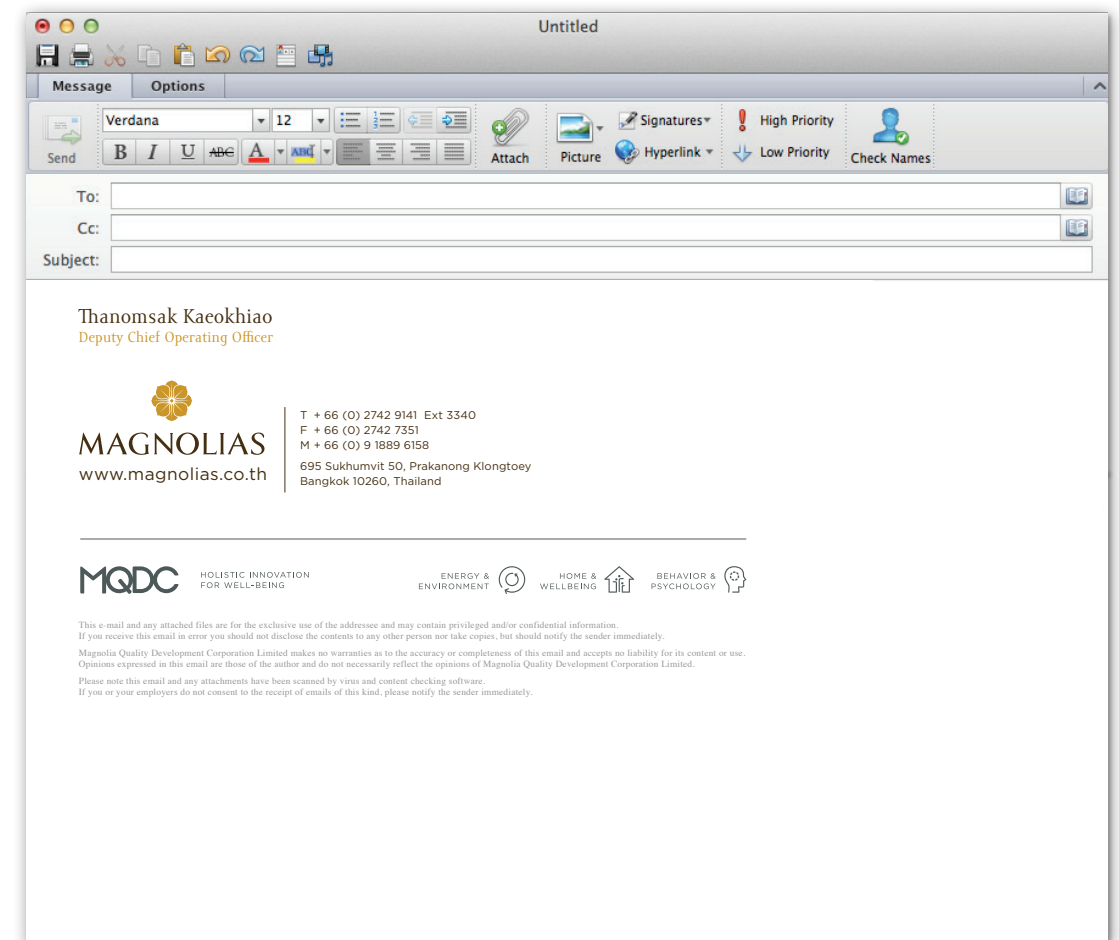 Untitled
Message Options
Verdana 12
Signatures
High Priority
Send
B I U ABC A ABC
Attach
Picture
Hyperlink
Low Priority
Check Names
To:
Cc:
Subject:
Thanomsak Kaeokhiao
Deputy Chief Operating Officer
MAGNOLIAS
www.magnolias.co.th
T + 66 (0) 2742 9141 Ext 3340
F + 66 (0) 2742 7351
M + 66 (0) 9 1889 6158
695 Sukhumvit 50, Prakanong Klongtoey
Bangkok 10260, Thailand
MQDC
HOLISTIC INNOVATION
FOR WELL-BEING
ENERGY &
ENVIRONMENT
HOME &
WELLBEING
BEHAVIOR &
PSYCHOLOGY
This e-mail and any attached files are for the exclusive use of the addressee and may contain privileged and/or confidential information.
If you receive this email in error you should not disclose the contents to any other person nor take copies, but should notify the sender immediately.
Magnolia Quality Development Corporation Limited makes no warranties as to the accuracy or completeness of this email and accepts no liability for its content or use.
Opinions expressed in this email are those of the author and do not necessarily reflect the opinions of Magnolia Quality Development Corporation Limited.
Please note this email and any attachments have been scanned by virus and content checking software.
If you or your employers do not consent to the receipt of emails of this kind, please notify the sender immediately.